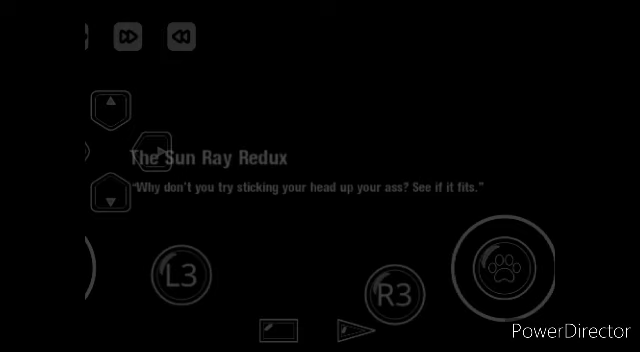 The Sun Ray Redux
“Why don't you try sticking your head up your ass? See if it fits.”
L3
R3
PowerDirector